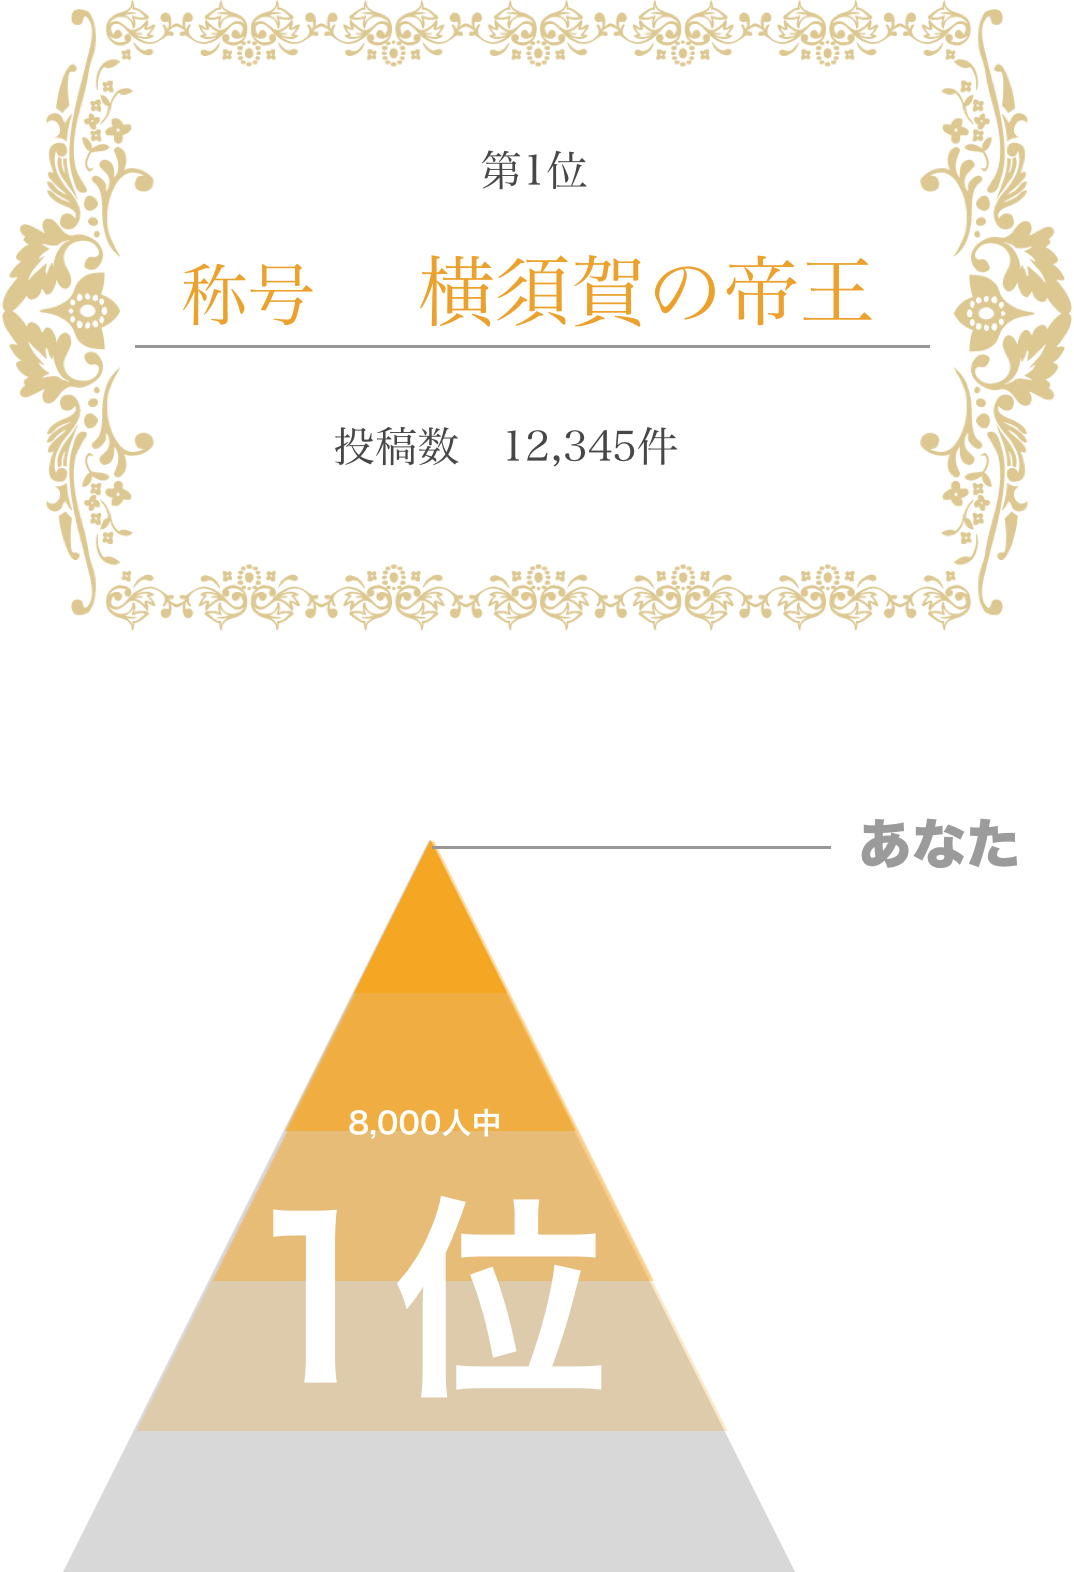 第1位
称号　横須賀の帝王
投稿数　12,345件
あなた
8,000人中
1位